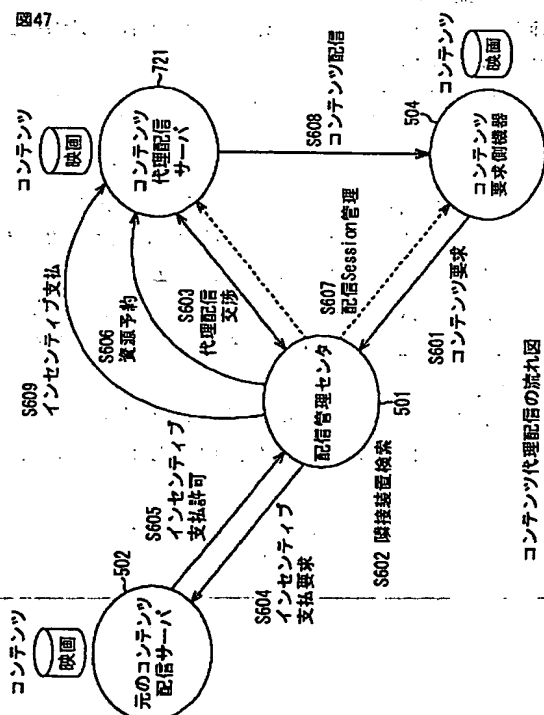 図47
コンテンツ
映画
721
コンテンツ
代理配信
サーバ
S608
コンテンツ配信
コンテンツ
映画
504
コンテンツ
要求側機器
S609
インセンティブ支払
S606
資源予約
S603
代理配信
交渉
S607
配信Session管理
S601
コンテンツ要求
配信管理センタ
501
S602 隣接装置検索
S605
インセンティブ
支払許可
S604
インセンティブ
支払要求
コンテンツ
映画
502
元のコンテンツ
配信サーバ
コンテンツ代理配信の流れ図